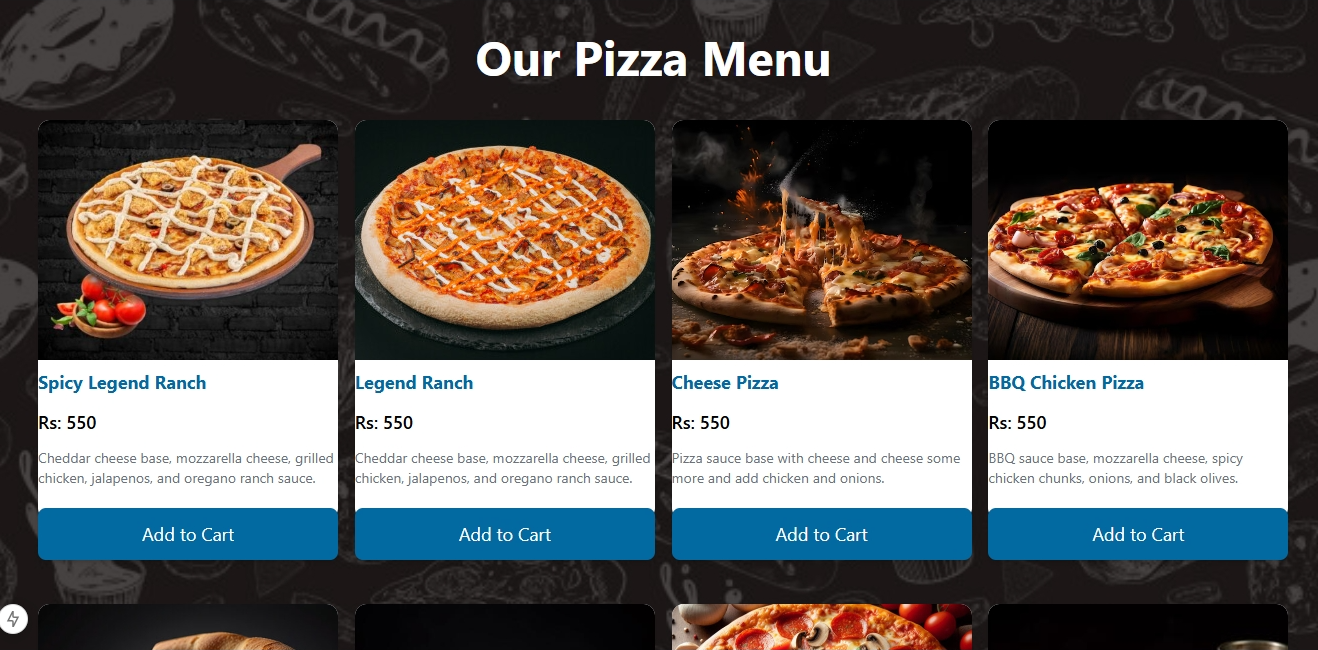 Our Pizza Menu
Spicy Legend Ranch
Rs: 550
Cheddar cheese base, mozzarella cheese, grilled
chicken, jalapenos, and oregano ranch sauce.
Add to Cart
Legend Ranch
Rs: 550
Cheddar cheese base, mozzarella cheese, grilled
chicken, jalapenos, and oregano ranch sauce.
Add to Cart
Cheese Pizza
Rs: 550
Pizza sauce base with cheese and cheese some
more and add chicken and onions.
Add to Cart
BBQ Chicken Pizza
Rs: 550
BBQ sauce base, mozzarella cheese, spicy
chicken chunks, onions, and black olives.
Add to Cart